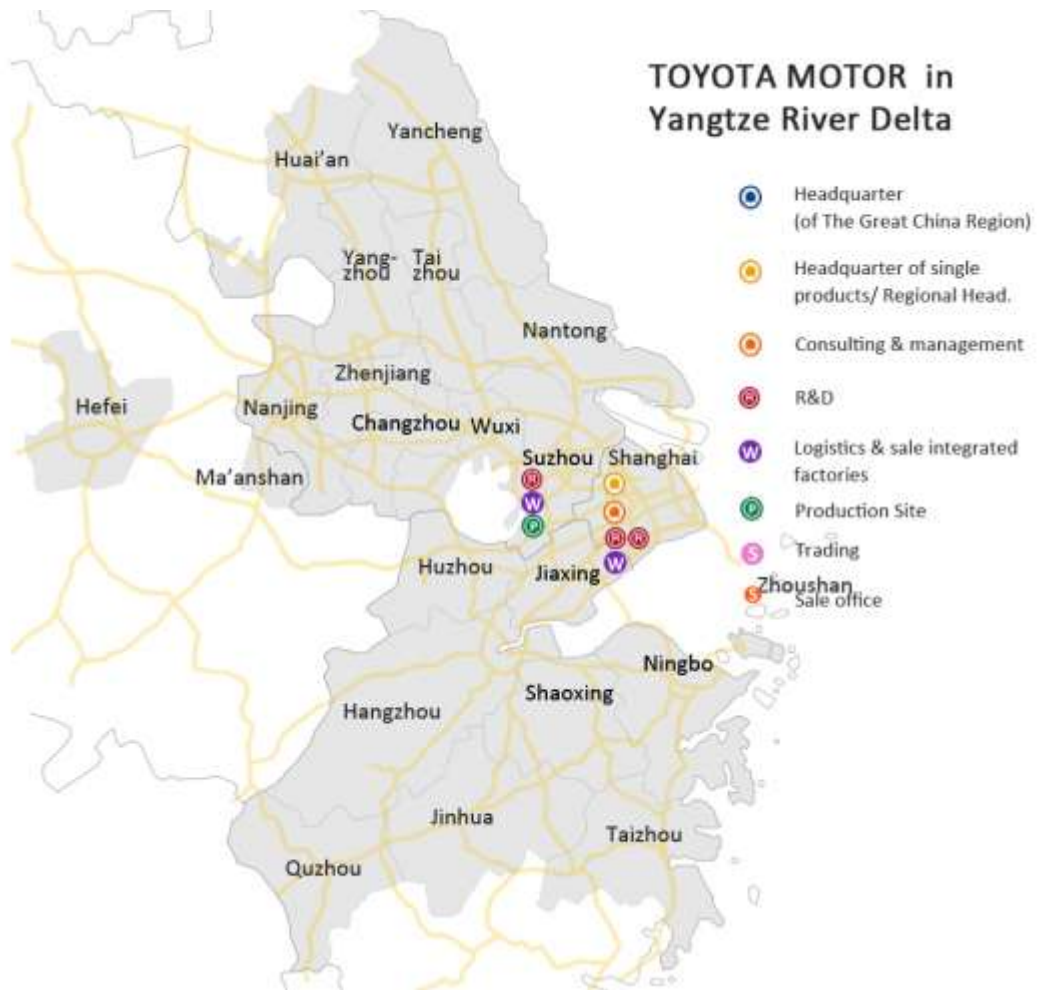 TOYOTA MOTOR in
Yangtze River Delta
Headquarter
(of The Great China Region)
Headquarter of single
products/ Regional Head.
Consulting & management
R R&D
W Logistics & sale integrated
factories
P Production Site
S Trading
S Sale office
Yancheng
Huai'an
Yang- Tai
zhou zhou
Nantong
Zhenjiang
Hefei
Nanjing
Changzhou
Wuxi
Suzhou
Shanghai
Ma'anshan
R
W
P
R R
W
Huzhou
Jiaxing
Zhoushan
Ningbo
Shaoxing
Hangzhou
Jinhua
Taizhou
Quzhou